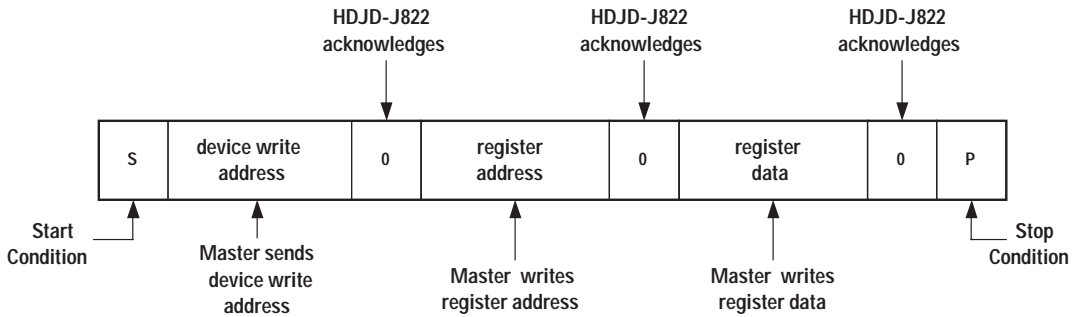 HDJD-J822
acknowledges
HDJD-J822
acknowledges
HDJD-J822
acknowledges
S
device write
address
0
register
address
0
register
data
0
P
Start
Condition
Master sends
device write
address
Master writes
register address
Master writes
register data
Stop
Condition